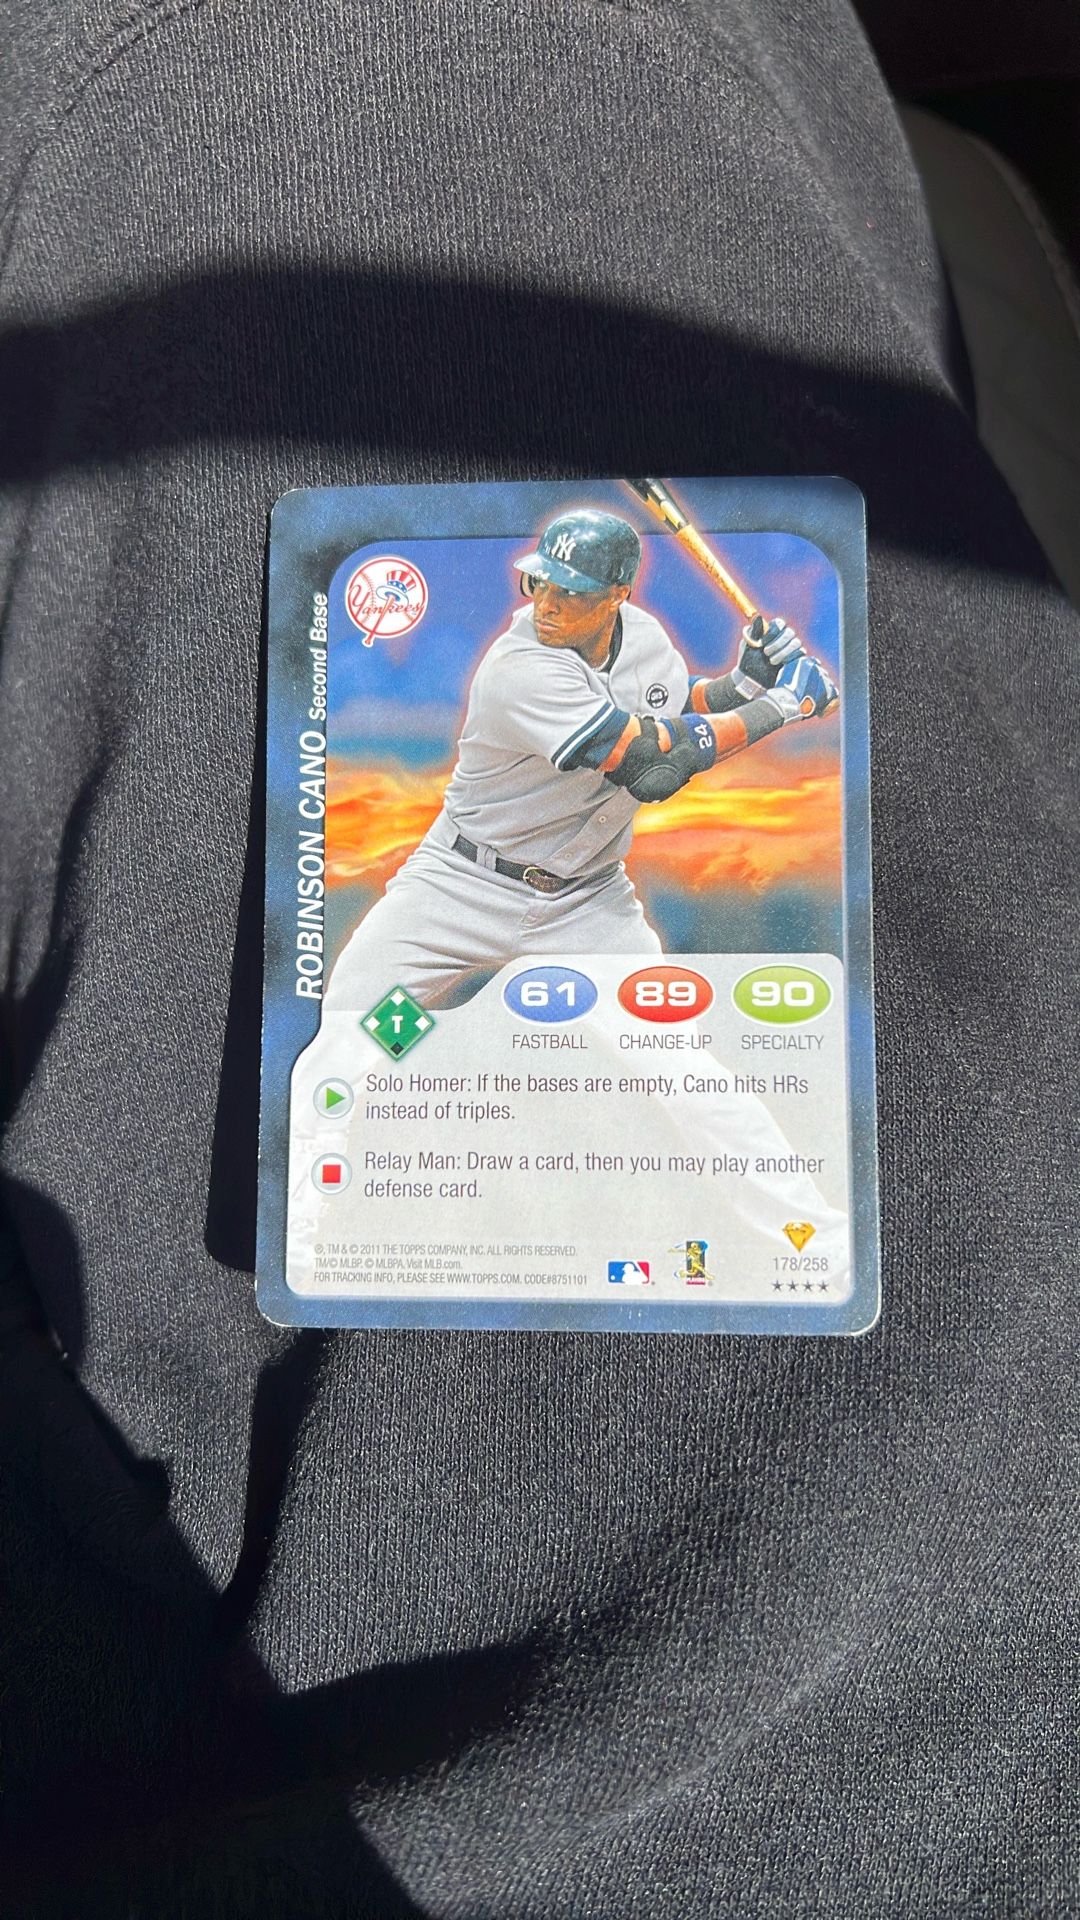 Yankees
ROBINSON CANO Second Base
NY
24
T
61 89 90
FASTBALL CHANGE-UP SPECIALTY
Solo Homer: If the bases are empty, Cano hits HRs
instead of triples.
Relay Man: Draw a card, then you may play another
defense card.
®, TM & © 2011 THE TOPPS COMPANY, INC. ALL RIGHTS RESERVED.
TM/© MLBP. © MLBPA. Visit MLB.com.
FOR TRACKING INFO, PLEASE SEE WWW.TOPPS.COM. CODE#8751101
178/258
★★★★